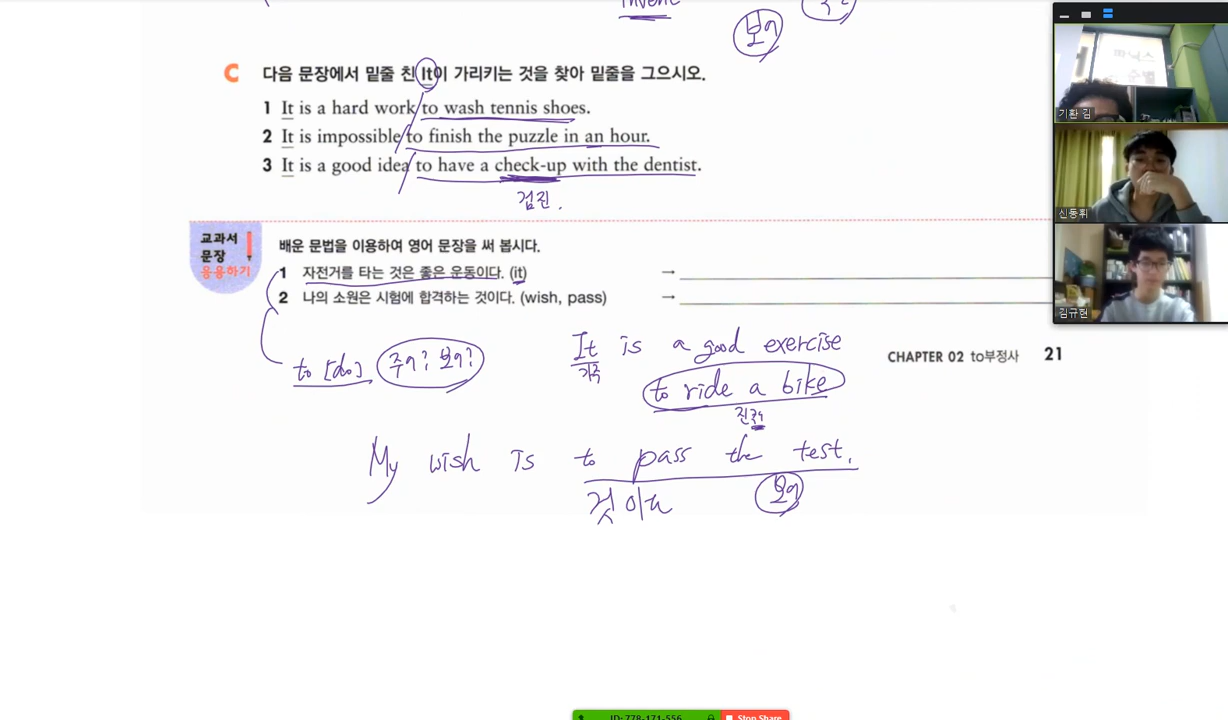 보어
C 다음 문장에서 밑줄 친 It이 가리키는 것을 찾아 밑줄을 그으시오.
1 It is a hard work to wash tennis shoes.
2 It is impossible to finish the puzzle in an hour.
3 It is a good idea to have a check-up with the dentist.
검진.
교과서
문장
응용하기
배운 문법을 이용하여 영어 문장을 써 봅시다.
1 자전거를 타는 것은 좋은 운동이다. (it) →
2 나의 소원은 시험에 합격하는 것이다. (wish, pass) →
to [do] 주어? 보어?
It is a good exercise
가주
to ride a bike
진주
CHAPTER 02 to부정사 21
My wish is to pass the test.
것이다 보어
기환 김
신동휘
김규현
ID: 778-171-556 Stop Share